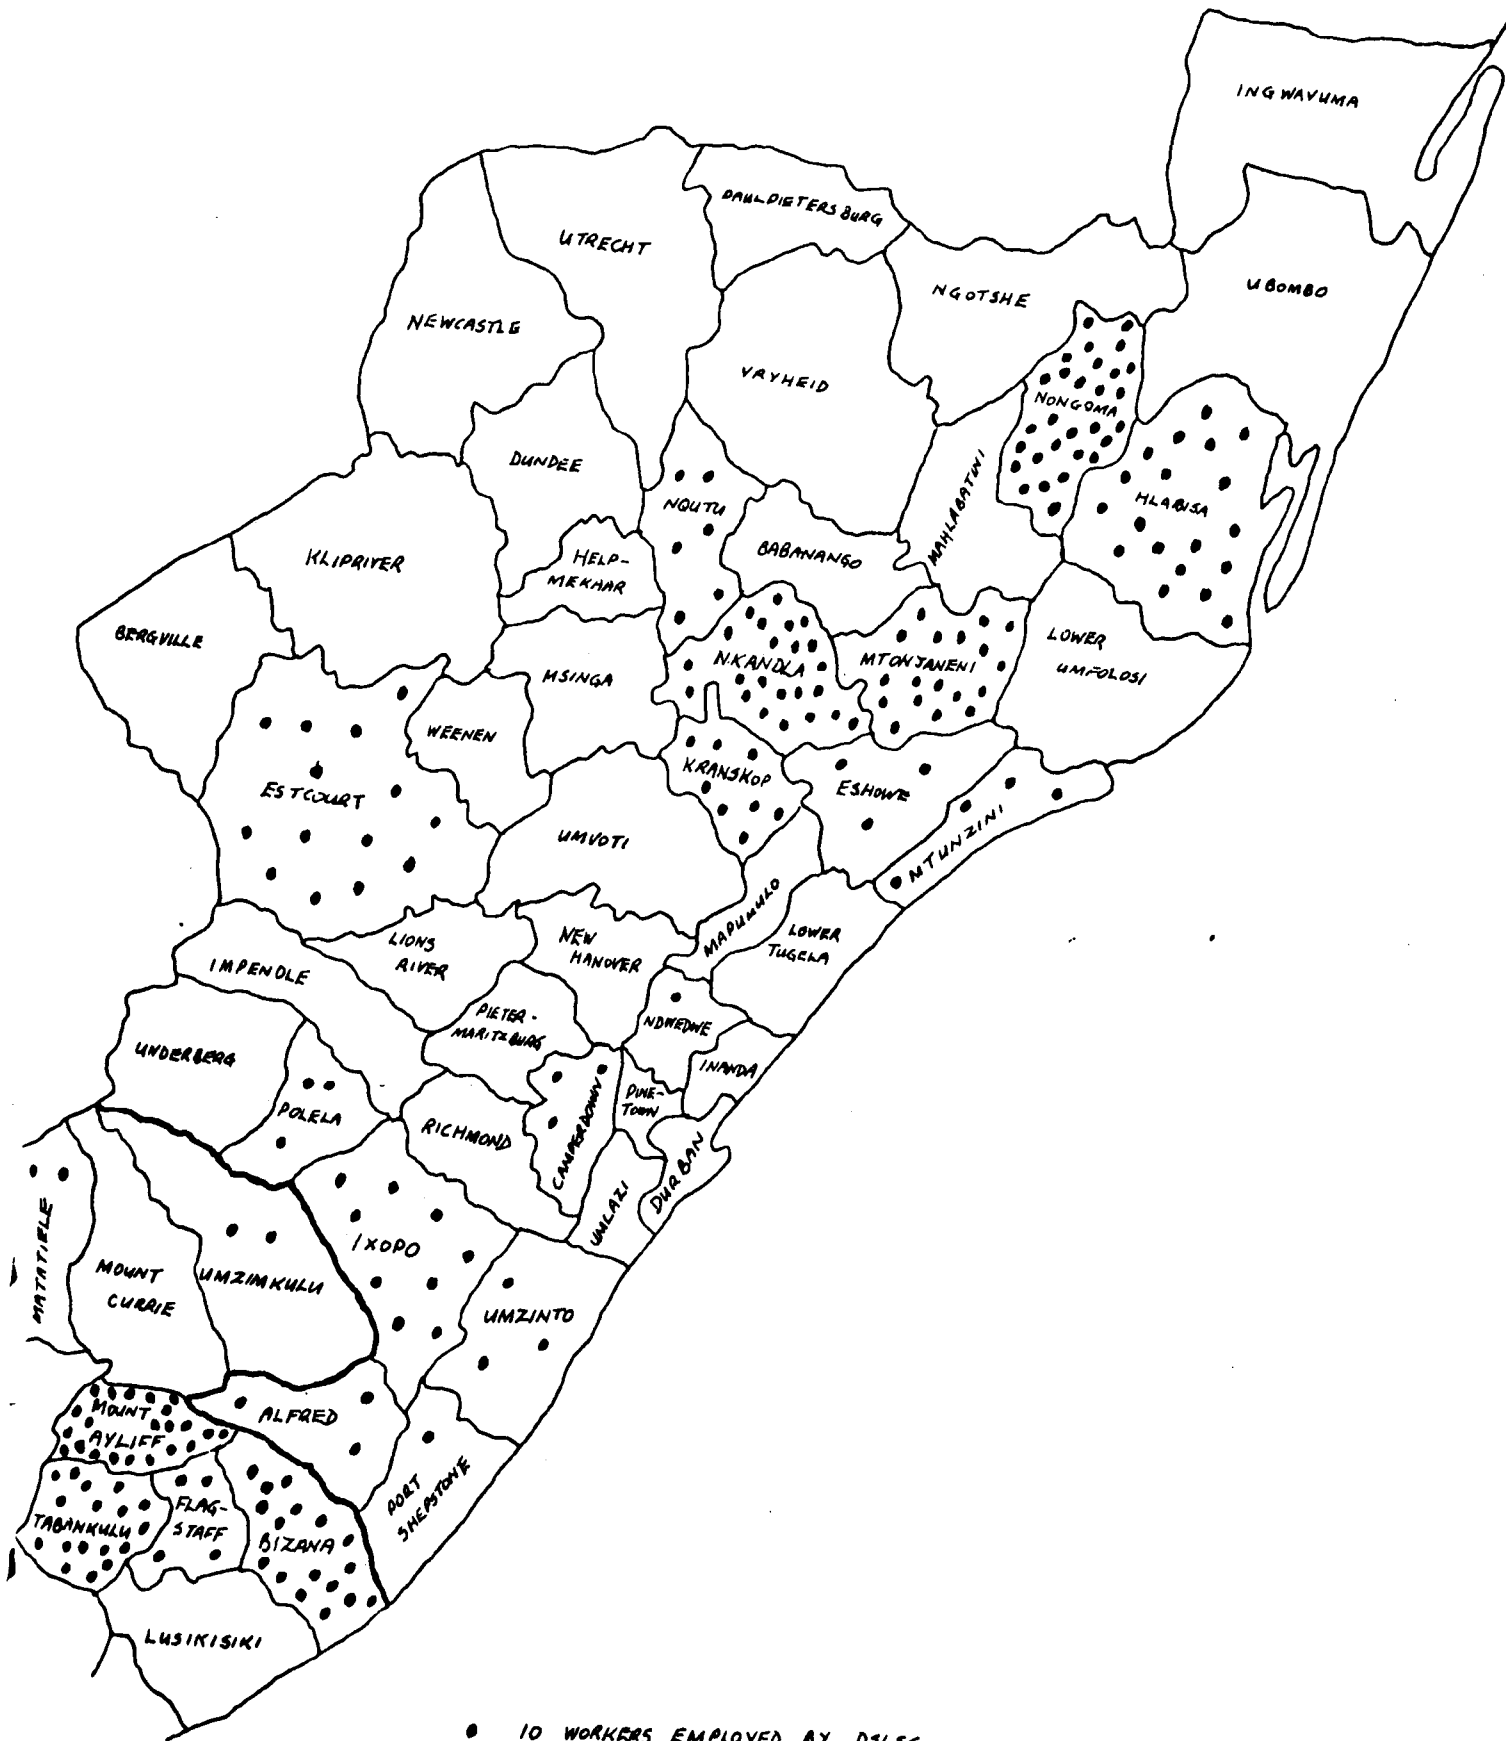 INGWAVUMA
PAULPIETERSBURG
UTRECHT
NGOTSHE
UBOMBO
NEWCASTLE
VRYHEID
NONGOMA
DUNDEE
NQUTU
MAHLABATINI
HLABISA
KLIPRIVER
HELP-
MEKHAR
BABANANGO
BERGVILLE
MSINGA
NKANDLA
MTONJANENI
LOWER
UMFOLOSI
WEENEN
KRANSKOP
ESHOWE
ESTCOURT
UMVOTI
MTUNZINI
MAPUMULO
LOWER
TUGELA
LIONS
RIVER
NEW
HANOVER
IMPENDLE
PIETER-
MARITZBURG
NDWEDWE
UNDERBERG
INANDA
POLELA
RICHMOND
CAMPERDOWN
PINE-
TOWN
UMLAZI
DURBAN
MATATIELE
MOUNT
CURRIE
UMZIMKULU
IXOPO
UMZINTO
MOUNT
AYLIFF
ALFRED
PORT
SHEPSTONE
TABANKULU
FLAG-
STAFF
BIZANA
LUSIKISIKI
10 WORKERS EMPLOYED BY